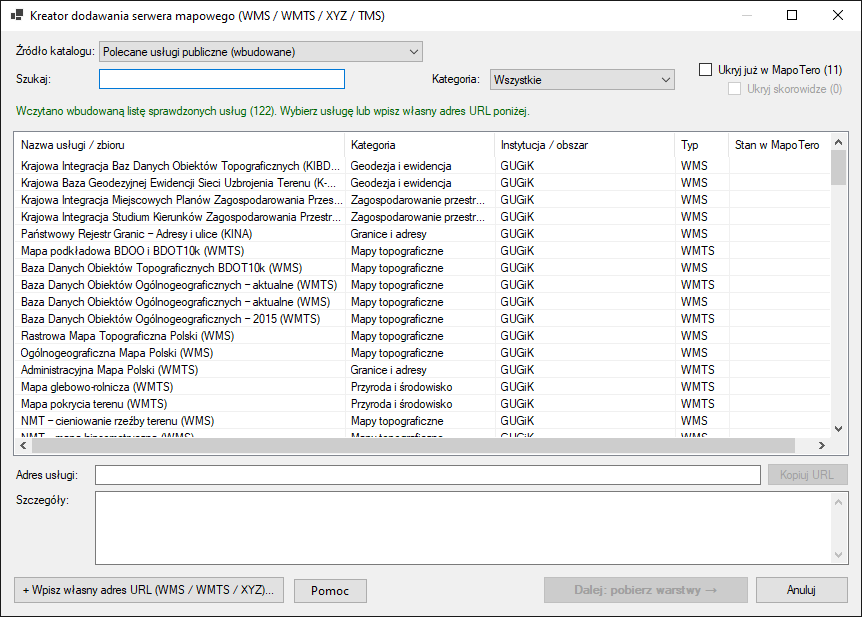 Kreator dodawania serwera mapowego (WMS / WMTS / XYZ / TMS)
Źródło katalogu: Polecane usługi publiczne (wbudowane)
Szukaj: Kategoria: Wszystkie
Ukryj już w MapoTero (11)
Ukryj skorowidze (0)
Wczytano wbudowaną listę sprawdzonych usług (122). Wybierz usługę lub wpisz własny adres URL poniżej.
Nazwa usługi / zbioru Kategoria Instytucja / obszar Typ Stan w MapoTero
Krajowa Integracja Baz Danych Obiektów Topograficznych (KIBD... Geodezja i ewidencja GUGiK WMS
Krajowa Baza Geodezyjnej Ewidencji Sieci Uzbrojenia Terenu (K-... Geodezja i ewidencja GUGiK WMS
Krajowa Integracja Miejscowych Planów Zagospodarowania Przes... Zagospodarowanie przestr... GUGiK WMS
Krajowa Integracja Studium Kierunków Zagospodarowania Przestr... Zagospodarowanie przestr... GUGiK WMS
Państwowy Rejestr Granic – Adresy i ulice (KINA) Granice i adresy GUGiK WMS
Mapa podkładowa BDOO i BDOT10k (WMTS) Mapy topograficzne GUGiK WMTS
Baza Danych Obiektów Topograficznych BDOT10k (WMS) Mapy topograficzne GUGiK WMS
Baza Danych Obiektów Ogólnogeograficznych – aktualne (WMTS) Mapy topograficzne GUGiK WMTS
Baza Danych Obiektów Ogólnogeograficznych – aktualne (WMS) Mapy topograficzne GUGiK WMS
Baza Danych Obiektów Ogólnogeograficznych – 2015 (WMTS) Mapy topograficzne GUGiK WMTS
Rastrowa Mapa Topograficzna Polski (WMS) Mapy topograficzne GUGiK WMS
Ogólnogeograficzna Mapa Polski (WMS) Mapy topograficzne GUGiK WMS
Administracyjna Mapa Polski (WMTS) Granice i adresy GUGiK WMTS
Mapa glebowo-rolnicza (WMTS) Przyroda i środowisko GUGiK WMTS
Mapa pokrycia terenu (WMTS) Przyroda i środowisko GUGiK WMTS
NMT – cieniowanie rzeźby terenu (WMS) Mapy topograficzne GUGiK WMS
NMT – mapa hipsometryczna (WMS) Mapy topograficzne GUGiK WMS
Adres usługi: Kopiuj URL
Szczegóły:
+ Wpisz własny adres URL (WMS / WMTS / XYZ)... Pomoc Dalej: pobierz warstwy → Anuluj